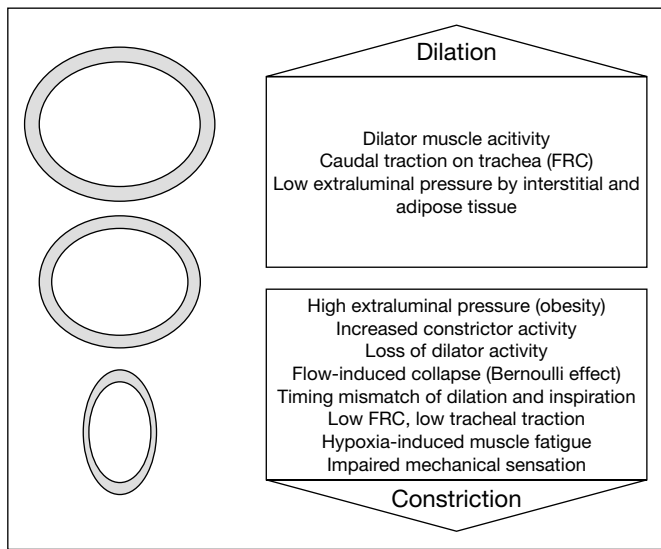 Dilation
Dilator muscle acitivity
Caudal traction on trachea (FRC)
Low extraluminal pressure by interstitial and
adipose tissue
High extraluminal pressure (obesity)
Increased constrictor activity
Loss of dilator activity
Flow-induced collapse (Bernoulli effect)
Timing mismatch of dilation and inspiration
Low FRC, low tracheal traction
Hypoxia-induced muscle fatigue
Impaired mechanical sensation
Constriction